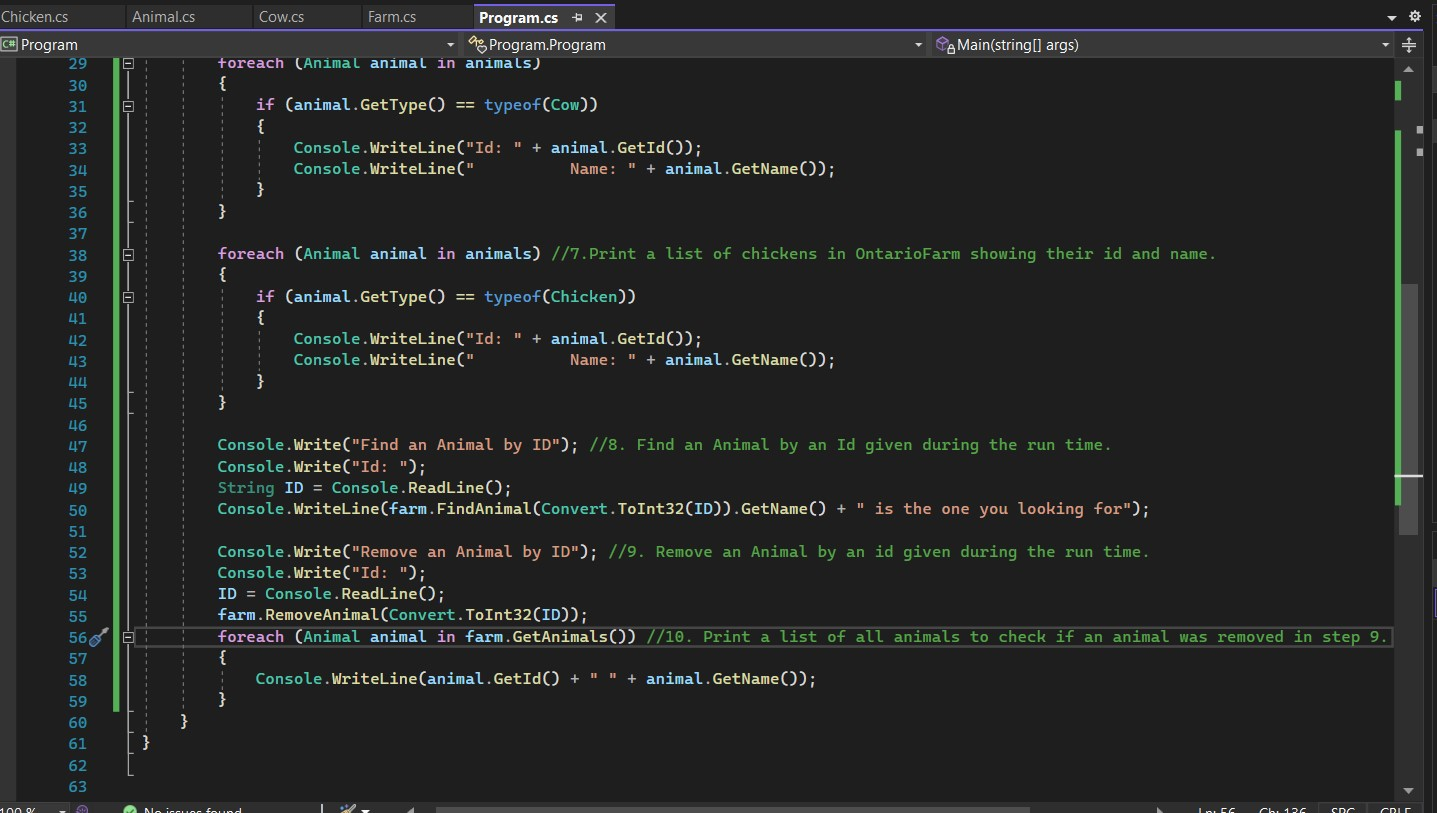 Chicken.cs Animal.cs Cow.cs Farm.cs Program.cs
C# Program Program.Program Main(string[] args)
29 foreach (Animal animal in animals)
30 {
31 if (animal.GetType() == typeof(Cow))
32 {
33 Console.WriteLine("Id: " + animal.GetId());
34 Console.WriteLine("          Name: " + animal.GetName());
35 }
36 }
37
38 foreach (Animal animal in animals) //7.Print a list of chickens in OntarioFarm showing their id and name.
39 {
40 if (animal.GetType() == typeof(Chicken))
41 {
42 Console.WriteLine("Id: " + animal.GetId());
43 Console.WriteLine("          Name: " + animal.GetName());
44 }
45 }
46
47 Console.Write("Find an Animal by ID"); //8. Find an Animal by an Id given during the run time.
48 Console.Write("Id: ");
49 String ID = Console.ReadLine();
50 Console.WriteLine(farm.FindAnimal(Convert.ToInt32(ID)).GetName() + " is the one you looking for");
51
52 Console.Write("Remove an Animal by ID"); //9. Remove an Animal by an id given during the run time.
53 Console.Write("Id: ");
54 ID = Console.ReadLine();
55 farm.RemoveAnimal(Convert.ToInt32(ID));
56 foreach (Animal animal in farm.GetAnimals()) //10. Print a list of all animals to check if an animal was removed in step 9.
57 {
58 Console.WriteLine(animal.GetId() + " " + animal.GetName());
59 }
60 }
61 }
62
63
100 % No issues found Ln: 56 Ch: 136 SPC CRLF